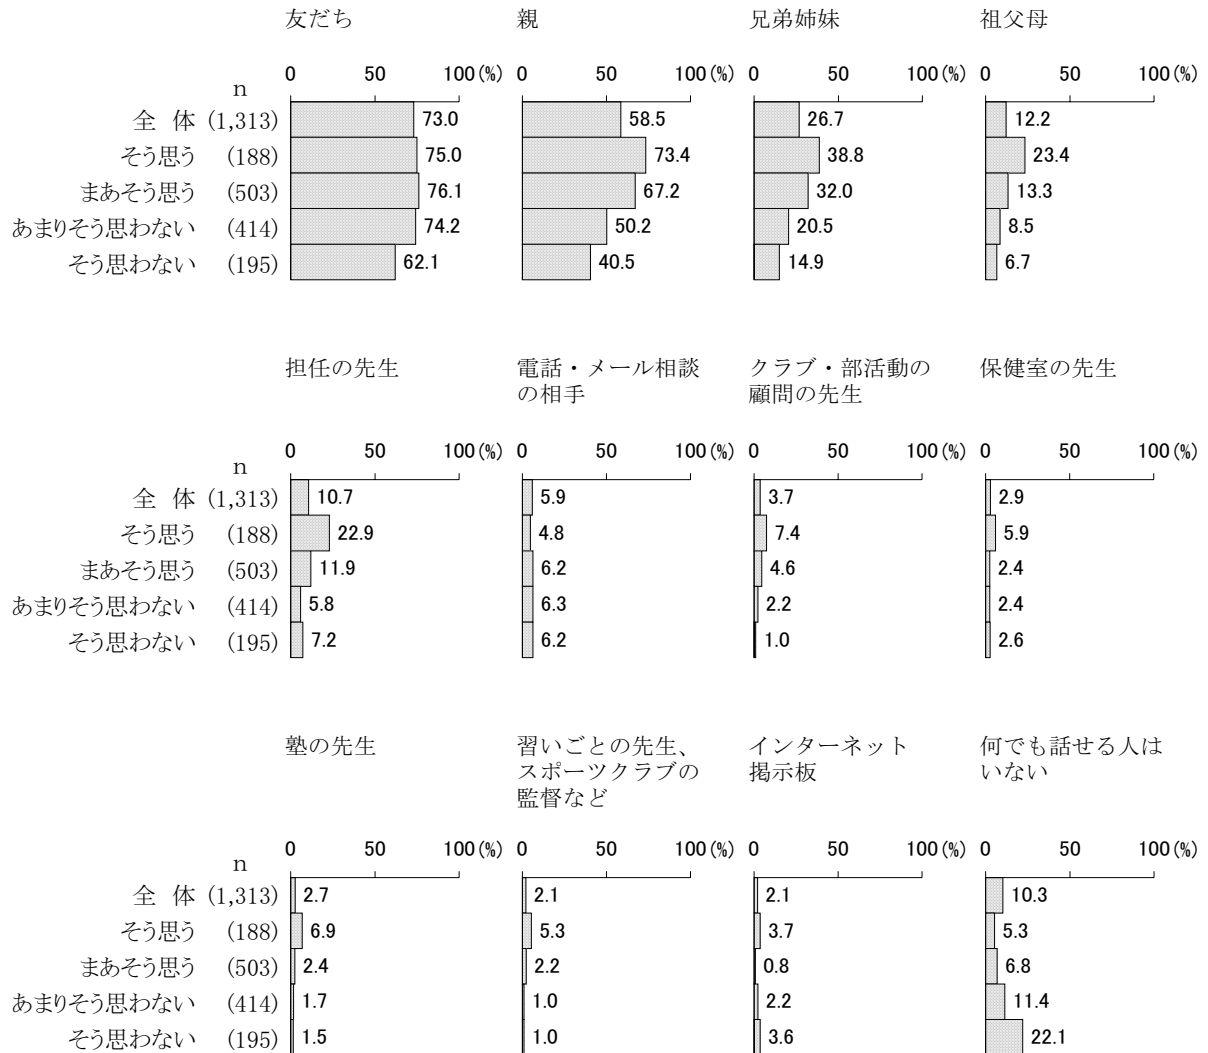 友だち 親 兄弟姉妹 祖父母
0 50 100(%) 0 50 100(%) 0 50 100(%) 0 50 100(%)
n
全 体 (1,313) 73.0 58.5 26.7 12.2
そう思う (188) 75.0 73.4 38.8 23.4
まあそう思う (503) 76.1 67.2 32.0 13.3
あまりそう思わない (414) 74.2 50.2 20.5 8.5
そう思わない (195) 62.1 40.5 14.9 6.7
担任の先生 電話・メール相談 クラブ・部活動の 保健室の先生
の相手 顧問の先生
0 50 100(%) 0 50 100(%) 0 50 100(%) 0 50 100(%)
n
全 体 (1,313) 10.7 5.9 3.7 2.9
そう思う (188) 22.9 4.8 7.4 5.9
まあそう思う (503) 11.9 6.2 4.6 2.4
あまりそう思わない (414) 5.8 6.3 2.2 2.4
そう思わない (195) 7.2 6.2 1.0 2.6
塾の先生 習いごとの先生、 インターネット 何でも話せる人は
スポーツクラブの 掲示板 いない
監督など
0 50 100(%) 0 50 100(%) 0 50 100(%) 0 50 100(%)
n
全 体 (1,313) 2.7 2.1 2.1 10.3
そう思う (188) 6.9 5.3 3.7 5.3
まあそう思う (503) 2.4 2.2 0.8 6.8
あまりそう思わない (414) 1.7 1.0 2.2 11.4
そう思わない (195) 1.5 1.0 3.6 22.1